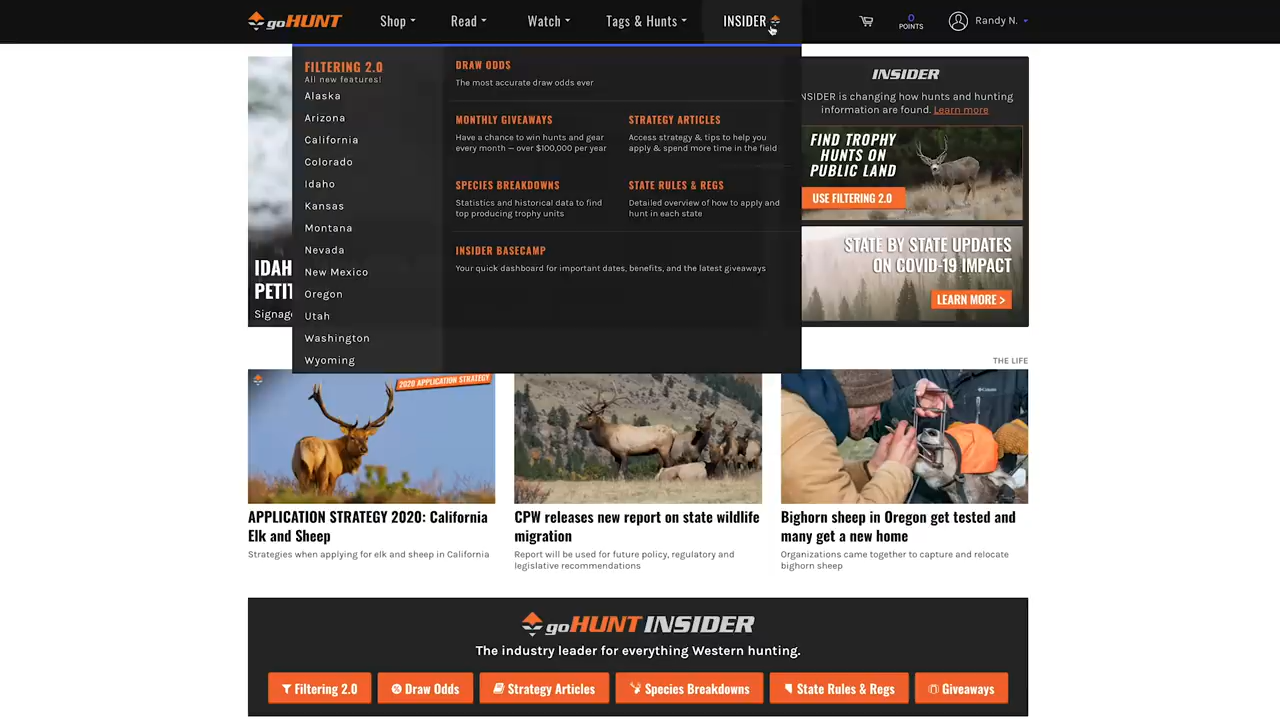 goHUNT
Shop
Read
Watch
Tags & Hunts
INSIDER
0
POINTS
Randy N.
FILTERING 2.0
All new features!
Alaska
Arizona
California
Colorado
Idaho
Kansas
Montana
Nevada
New Mexico
Oregon
Utah
Washington
Wyoming
DRAW ODDS
The most accurate draw odds ever
MONTHLY GIVEAWAYS
Have a chance to win hunts and gear
every month — over $100,000 per year
STRATEGY ARTICLES
Access strategy & tips to help you
apply & spend more time in the field
SPECIES BREAKDOWNS
Statistics and historical data to find
top producing trophy units
STATE RULES & REGS
Detailed overview of how to apply and
hunt in each state
INSIDER BASECAMP
Your quick dashboard for important dates, benefits, and the latest giveaways
IDAH
PETIT
Signag
INSIDER
NSIDER is changing how hunts and hunting
information are found. Learn more
FIND TROPHY
HUNTS ON
PUBLIC LAND
USE FILTERING 2.0
STATE BY STATE UPDATES
ON COVID-19 IMPACT
LEARN MORE >
THE LIFE
2020 APPLICATION STRATEGY
APPLICATION STRATEGY 2020: California
Elk and Sheep
Strategies when applying for elk and sheep in California
CPW releases new report on state wildlife
migration
Report will be used for future policy, regulatory and
legislative recommendations
Bighorn sheep in Oregon get tested and
many get a new home
Organizations came together to capture and relocate
bighorn sheep
goHUNT INSIDER
The industry leader for everything Western hunting.
Filtering 2.0
Draw Odds
Strategy Articles
Species Breakdowns
State Rules & Regs
Giveaways